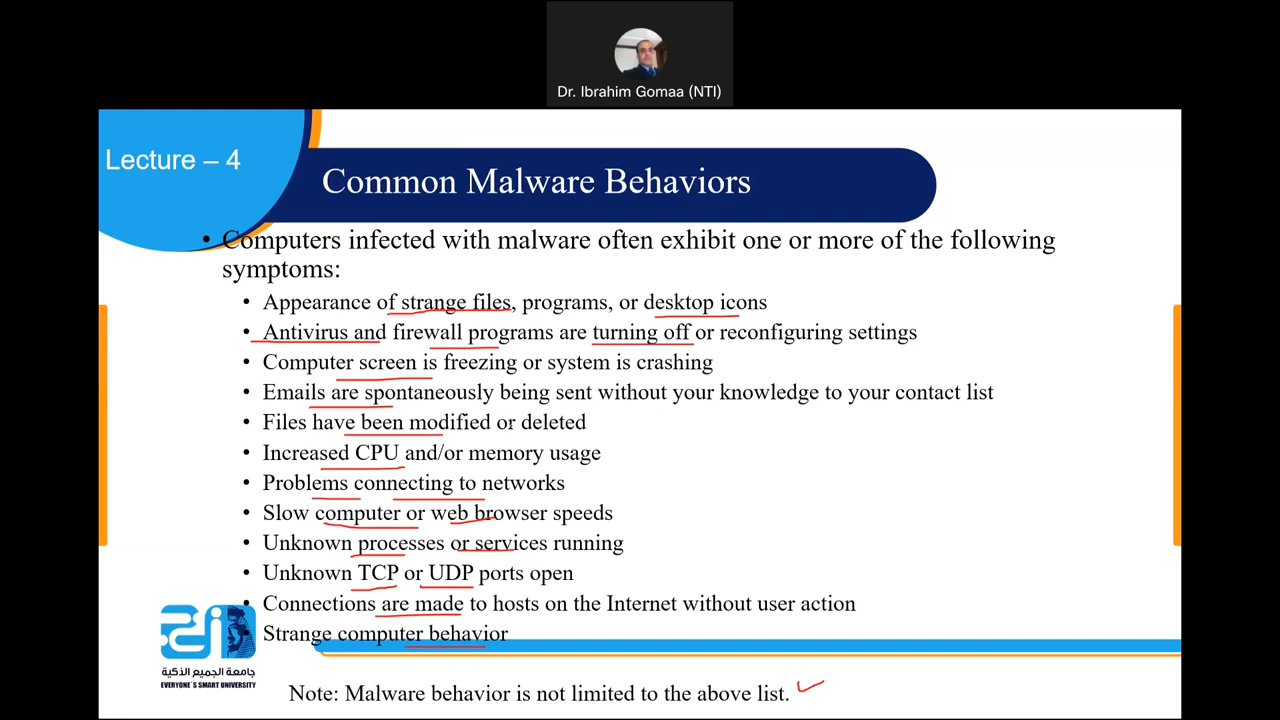 Dr. Ibrahim Gomaa (NTI)
Lecture – 4
Common Malware Behaviors
• Computers infected with malware often exhibit one or more of the following
symptoms:
• Appearance of strange files, programs, or desktop icons
• Antivirus and firewall programs are turning off or reconfiguring settings
• Computer screen is freezing or system is crashing
• Emails are spontaneously being sent without your knowledge to your contact list
• Files have been modified or deleted
• Increased CPU and/or memory usage
• Problems connecting to networks
• Slow computer or web browser speeds
• Unknown processes or services running
• Unknown TCP or UDP ports open
• Connections are made to hosts on the Internet without user action
• Strange computer behavior
جامعة الجميع الذكية
EVERYONE`S SMART UNIVERSITY
Note: Malware behavior is not limited to the above list.